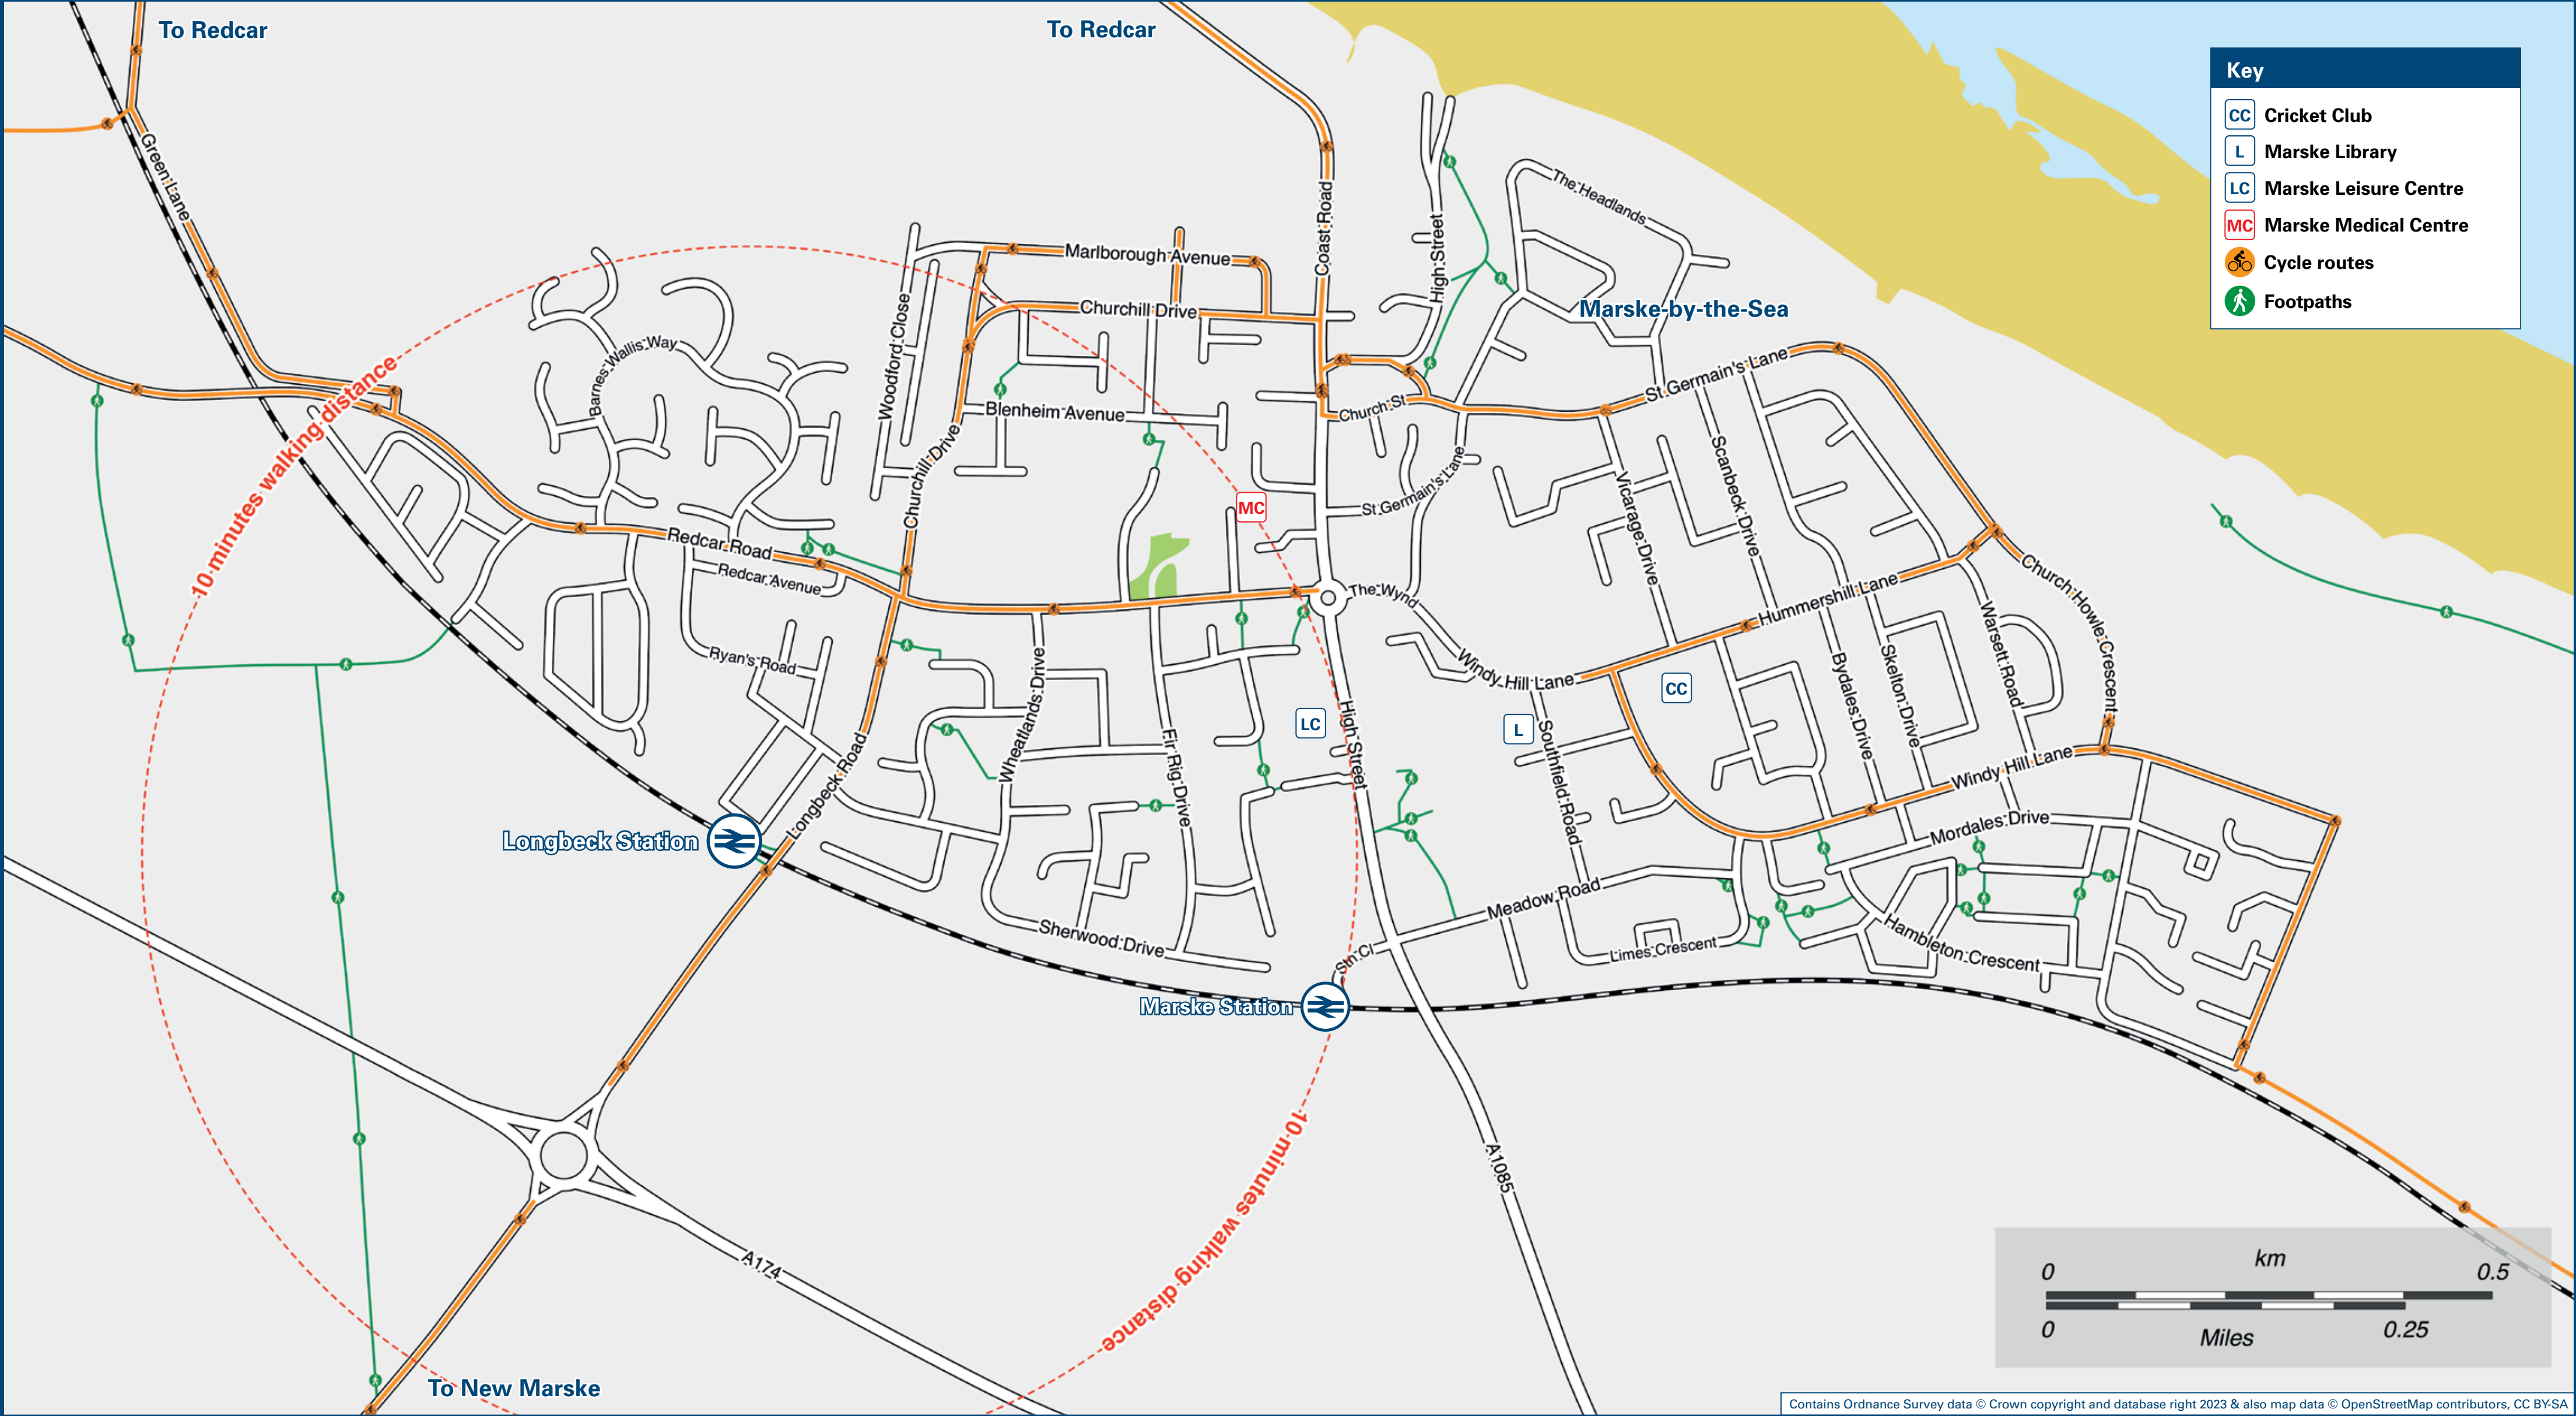 To Redcar
To Redcar
Key
CC Cricket Club
L Marske Library
LC Marske Leisure Centre
MC Marske Medical Centre
Cycle routes
Footpaths
Green Lane
The Headlands
Coast Road
High Street
Marlborough Avenue
Churchill Drive
Marske-by-the-Sea
Woodford Close
Barnes Wallis Way
10 minutes walking distance
Blenheim Avenue
Church St
St Germain's Lane
Churchill Drive
St Germain's Lane
MC
Vicarage Drive
Scanbeck Drive
Redcar Road
Redcar Avenue
The Wynd
Hummershill Lane
Church Howle Crescent
Warsett Road
Ryan's Road
Wheatlands Drive
Windy Hill Lane
CC
Bydales Drive
Skelton Drive
LC
High Street
L
Southfield Road
Fir Rig Drive
Longbeck Road
Windy Hill Lane
Longbeck Station
Mordales Drive
Meadow Road
Sherwood Drive
Stn Cl
Limes Crescent
Hambleton Crescent
Marske Station
10 minutes walking distance
A1085
A174
To New Marske
km
0 0.5
0 0.25
Miles
Contains Ordnance Survey data © Crown copyright and database right 2023 & also map data © OpenStreetMap contributors, CC BY-SA